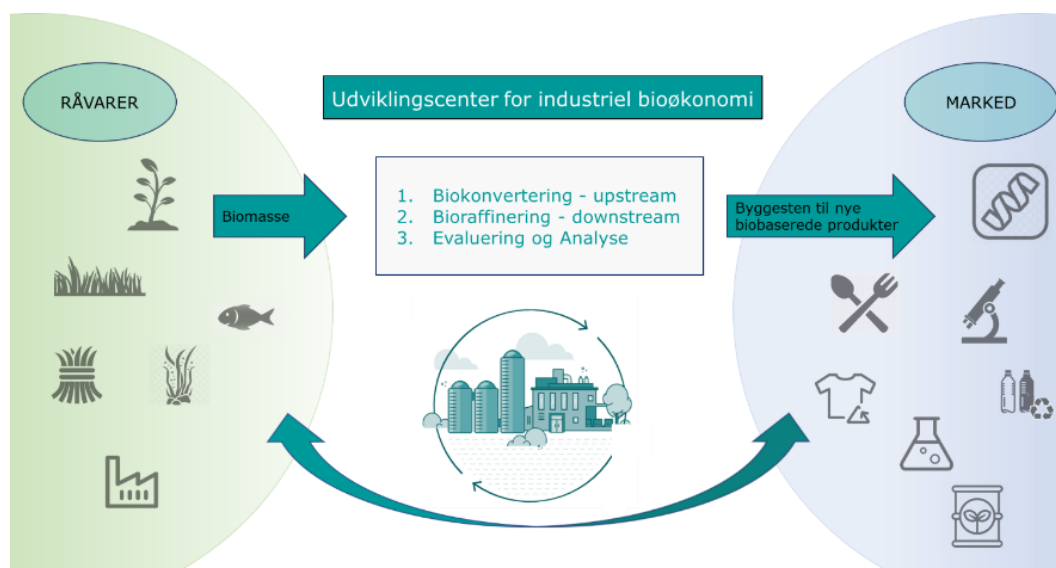 RÅVARER
Udviklingscenter for industriel bioøkonomi
MARKED
Biomasse
1. Biokonvertering - upstream
2. Bioraffinering - downstream
3. Evaluering og Analyse
Byggesten til nye
biobaserede produkter